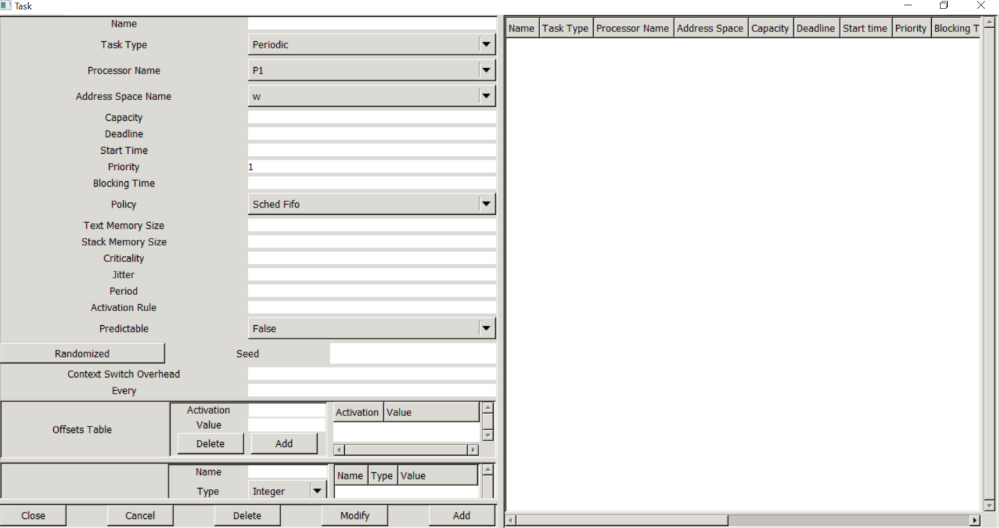 Task
Name
Task Type Periodic
Processor Name P1
Address Space Name w
Capacity
Deadline
Start Time
Priority 1
Blocking Time
Policy Sched Fifo
Text Memory Size
Stack Memory Size
Criticality
Jitter
Period
Activation Rule
Predictable False
Randomized Seed
Context Switch Overhead
Every
Offsets Table
Activation
Value
Delete Add
Activation Value
Name
Type Integer
Name Type Value
Close Cancel Delete Modify Add
Name Task Type Processor Name Address Space Capacity Deadline Start time Priority Blocking T